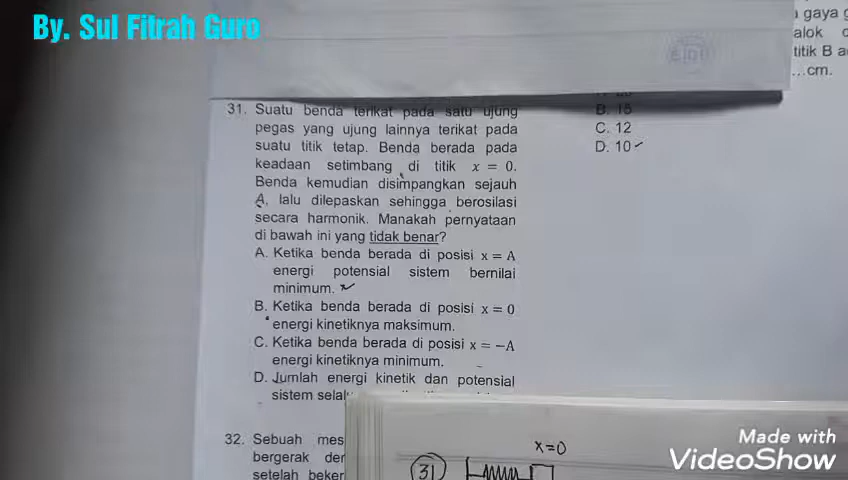 By. Sul Fitrah Guro
gaya
alok
titik B a
...cm.
31. Suatu benda terikat pada satu ujung
pegas yang ujung lainnya terikat pada
suatu titik tetap. Benda berada pada
keadaan setimbang di titik x = 0.
Benda kemudian disimpangkan sejauh
A, lalu dilepaskan sehingga berosilasi
secara harmonik. Manakah pernyataan
di bawah ini yang tidak benar?
A. Ketika benda berada di posisi x = A
energi potensial sistem bernilai
minimum.
B. Ketika benda berada di posisi x = 0
energi kinetiknya maksimum.
C. Ketika benda berada di posisi x = −A
energi kinetiknya minimum.
D. Jumlah energi kinetik dan potensial
sistem
B. 15
C. 12
D. 10
32. Sebuah mes
bergerak der
setelah beker
x=0
31
Made with
VideoShow